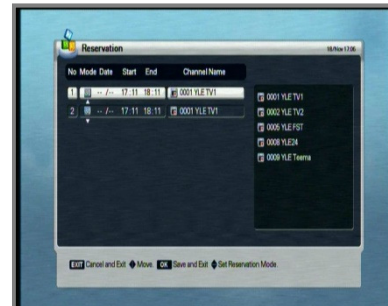 Reservation 18/Nov 17:06
No Mode Date Start End Channel Name
1 -- /-- 17 :11 18 :11 0001 YLE TV1
2 -- /-- 17 :11 18 :11 0001 YLE TV1
0001 YLE TV1
0002 YLE TV2
0005 YLE FST
0008 YLE24
0009 YLE Teema
EXIT Cancel and Exit Move. OK Save and Exit Set Reservation Mode.